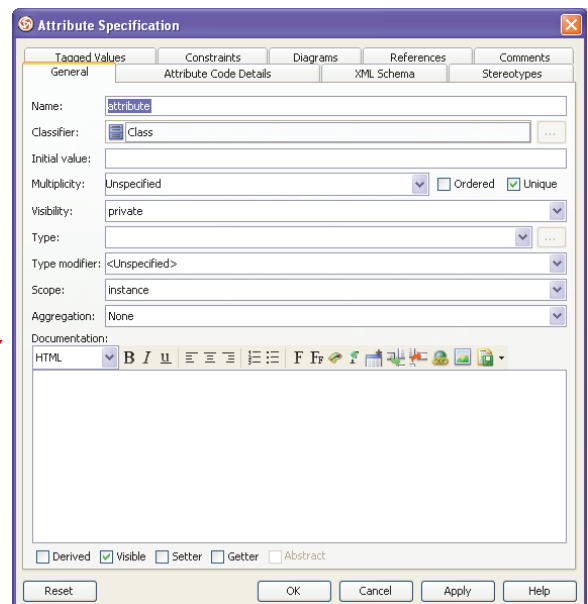 Attribute Specification
Tagged Values Constraints Diagrams References Comments
General Attribute Code Details XML Schema Stereotypes
Name: attribute
Classifier: Class ...
Initial value:
Multiplicity: Unspecified Ordered Unique
Visibility: private
Type: ...
Type modifier: <Unspecified>
Scope: instance
Aggregation: None
Documentation:
HTML B I u F FF
Derived Visible Setter Getter Abstract
Reset OK Cancel Apply Help